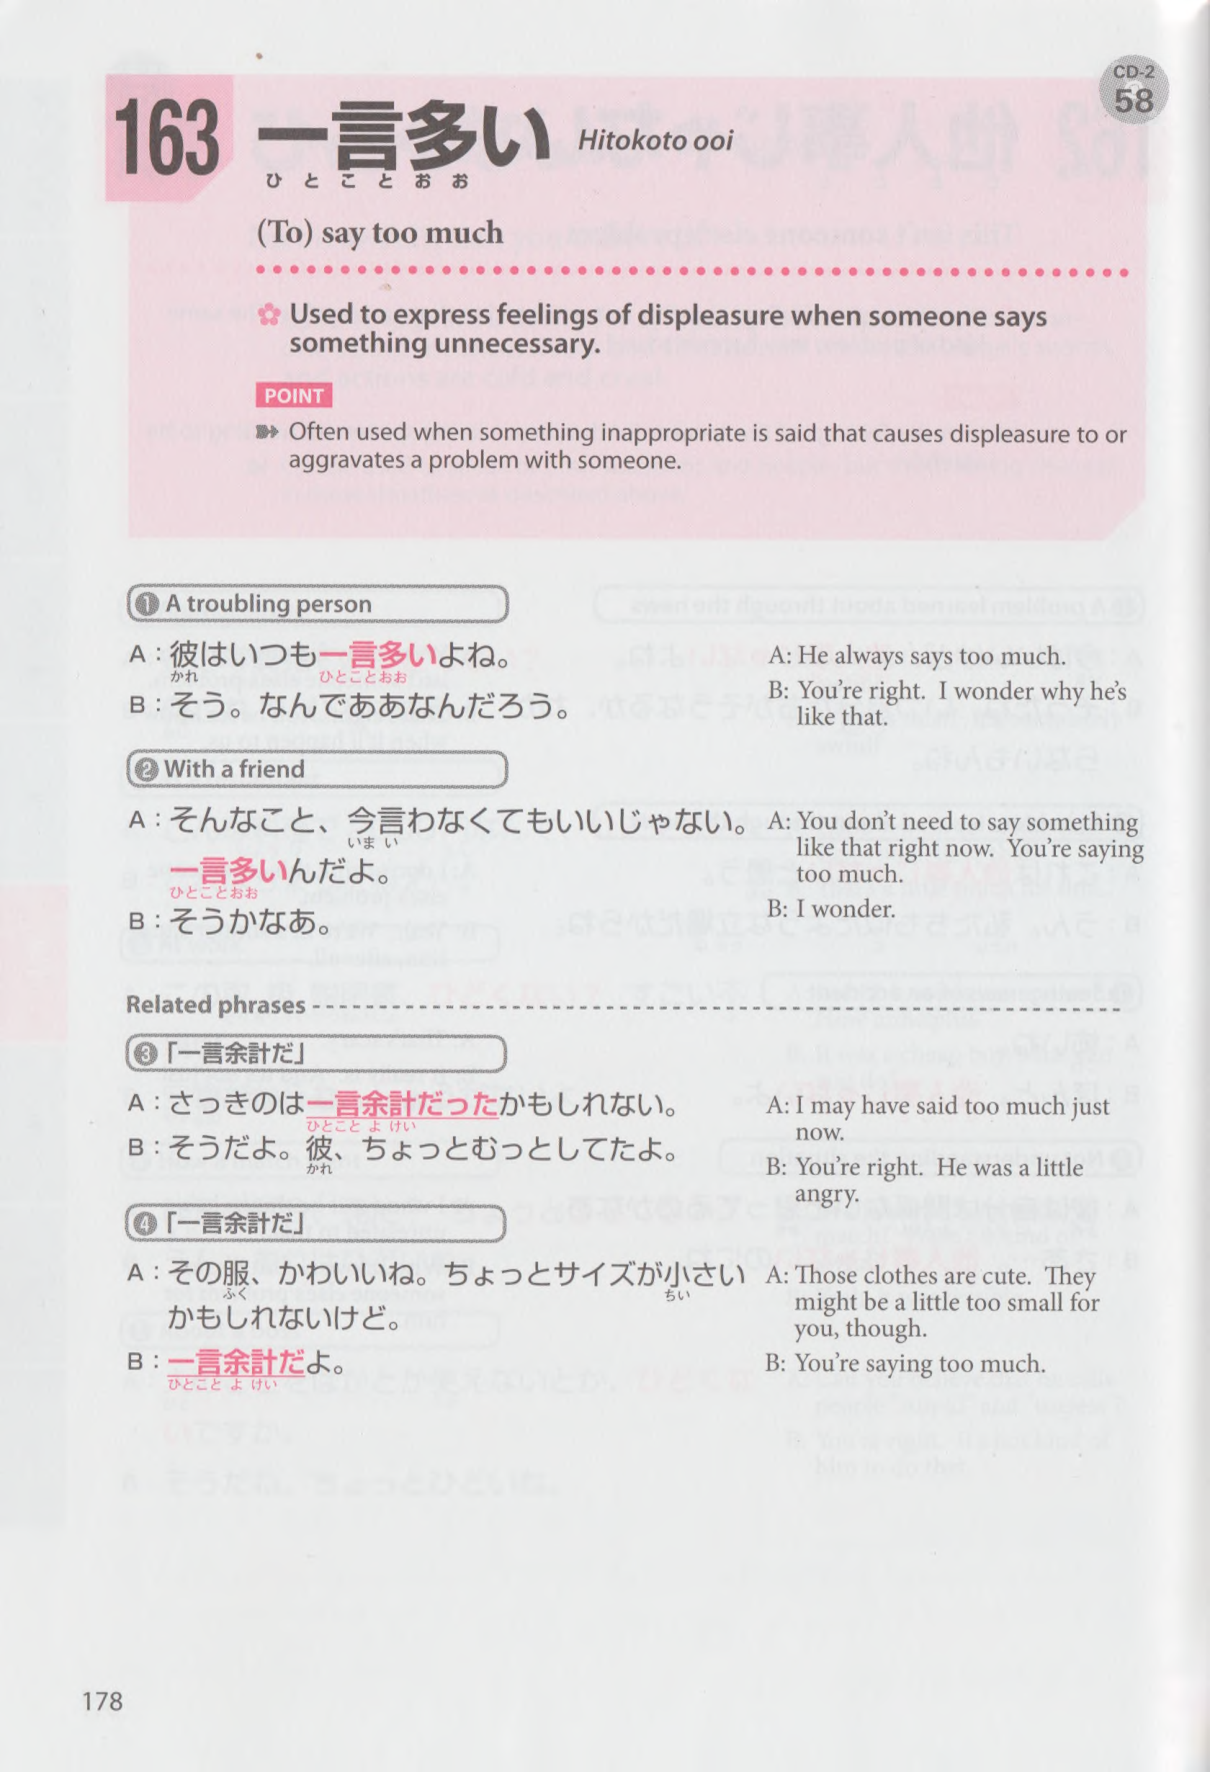 CD-2
58
163 一言多い Hitokoto ooi
ひとことおお
(To) say too much
Used to express feelings of displeasure when someone says
something unnecessary.
POINT
Often used when something inappropriate is said that causes displeasure to or
aggravates a problem with someone.
❶ A troubling person
A：彼はいつも一言多いよね。
かれ ひとことおお
B：そう。なんでああなんだろう。
A: He always says too much.
B: You're right. I wonder why he's
like that.
❷ With a friend
A：そんなこと、今言わなくてもいいじゃない。
いま い
一言多いんだよ。
ひとことおお
B：そうかなあ。
A: You don't need to say something
like that right now. You're saying
too much.
B: I wonder.
Related phrases
❸「一言余計だ」
A：さっきのは一言余計だったかもしれない。
ひとこと よ けい
B：そうだよ。彼、ちょっとむっとしてたよ。
かれ
A: I may have said too much just
now.
B: You're right. He was a little
angry.
❹「一言余計だ」
A：その服、かわいいね。ちょっとサイズが小さい
ふく ちい
かもしれないけど。
B：一言余計だよ。
ひとこと よ けい
A: Those clothes are cute. They
might be a little too small for
you, though.
B: You're saying too much.
178